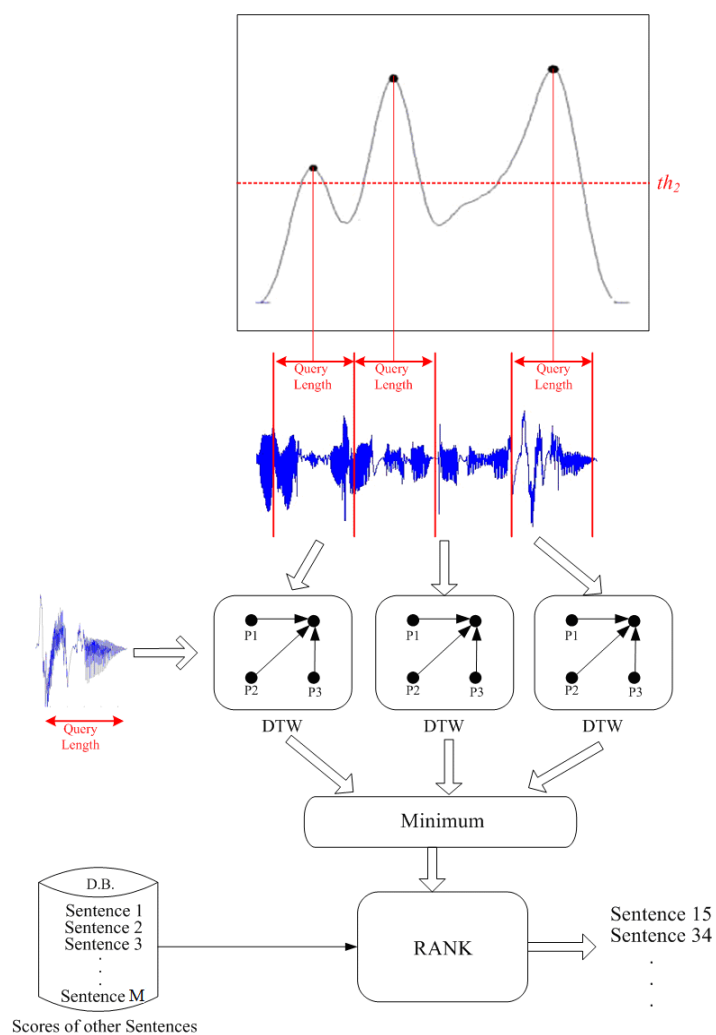 th₂
Query
Length
Query
Length
Query
Length
P1
P2
P3
P1
P2
P3
P1
P2
P3
Query
Length
DTW
DTW
DTW
Minimum
D.B.
Sentence 1
Sentence 2
Sentence 3
.
.
.
Sentence M
RANK
Sentence 15
Sentence 34
.
.
.
Scores of other Sentences